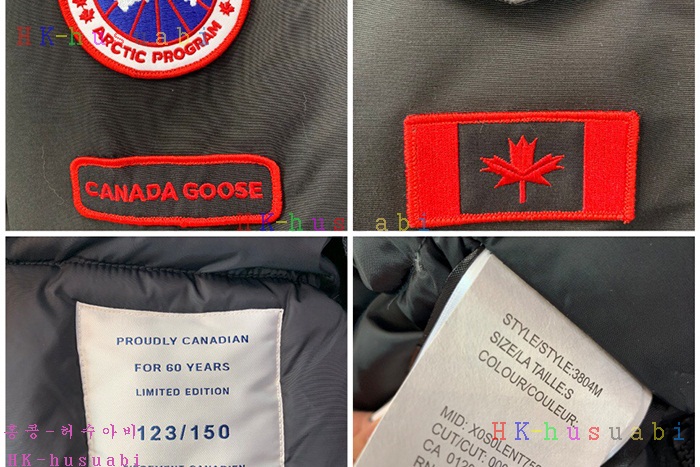 HK-husuabi
ARCTIC PROGRAM
CANADA GOOSE
HK-husuabi
PROUDLY CANADIAN
FOR 60 YEARS
LIMITED EDITION
123/150
홍콩-허수아비
HK-husuabi
STYLE/STYLE:3804M
SIZE/LA TAILLE:S
COLOUR/COULEUR:
HK-husuabi
CUT/CUT:
CA